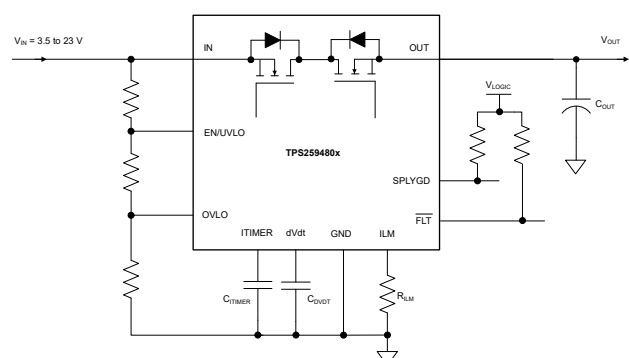 V_IN = 3.5 to 23 V
IN
OUT
V_OUT
V_LOGIC
C_OUT
EN/UVLO
TPS259480x
SPLYGD
OVLO
FLT
ITIMER
dVdt
GND
ILM
C_ITIMER
C_DVDT
R_ILM